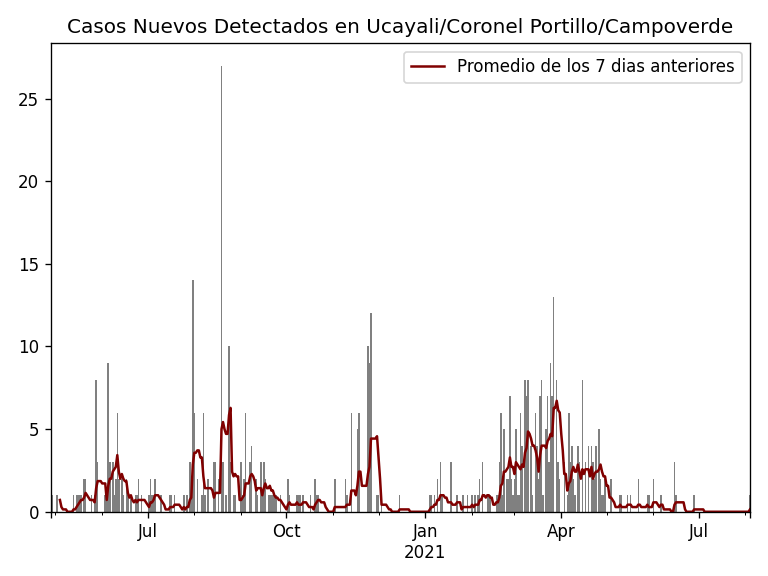 Casos Nuevos Detectados en Ucayali/Coronel Portillo/Campoverde
Promedio de los 7 dias anteriores
25
20
15
10
5
0
Jul
Oct
Jan
2021
Apr
Jul